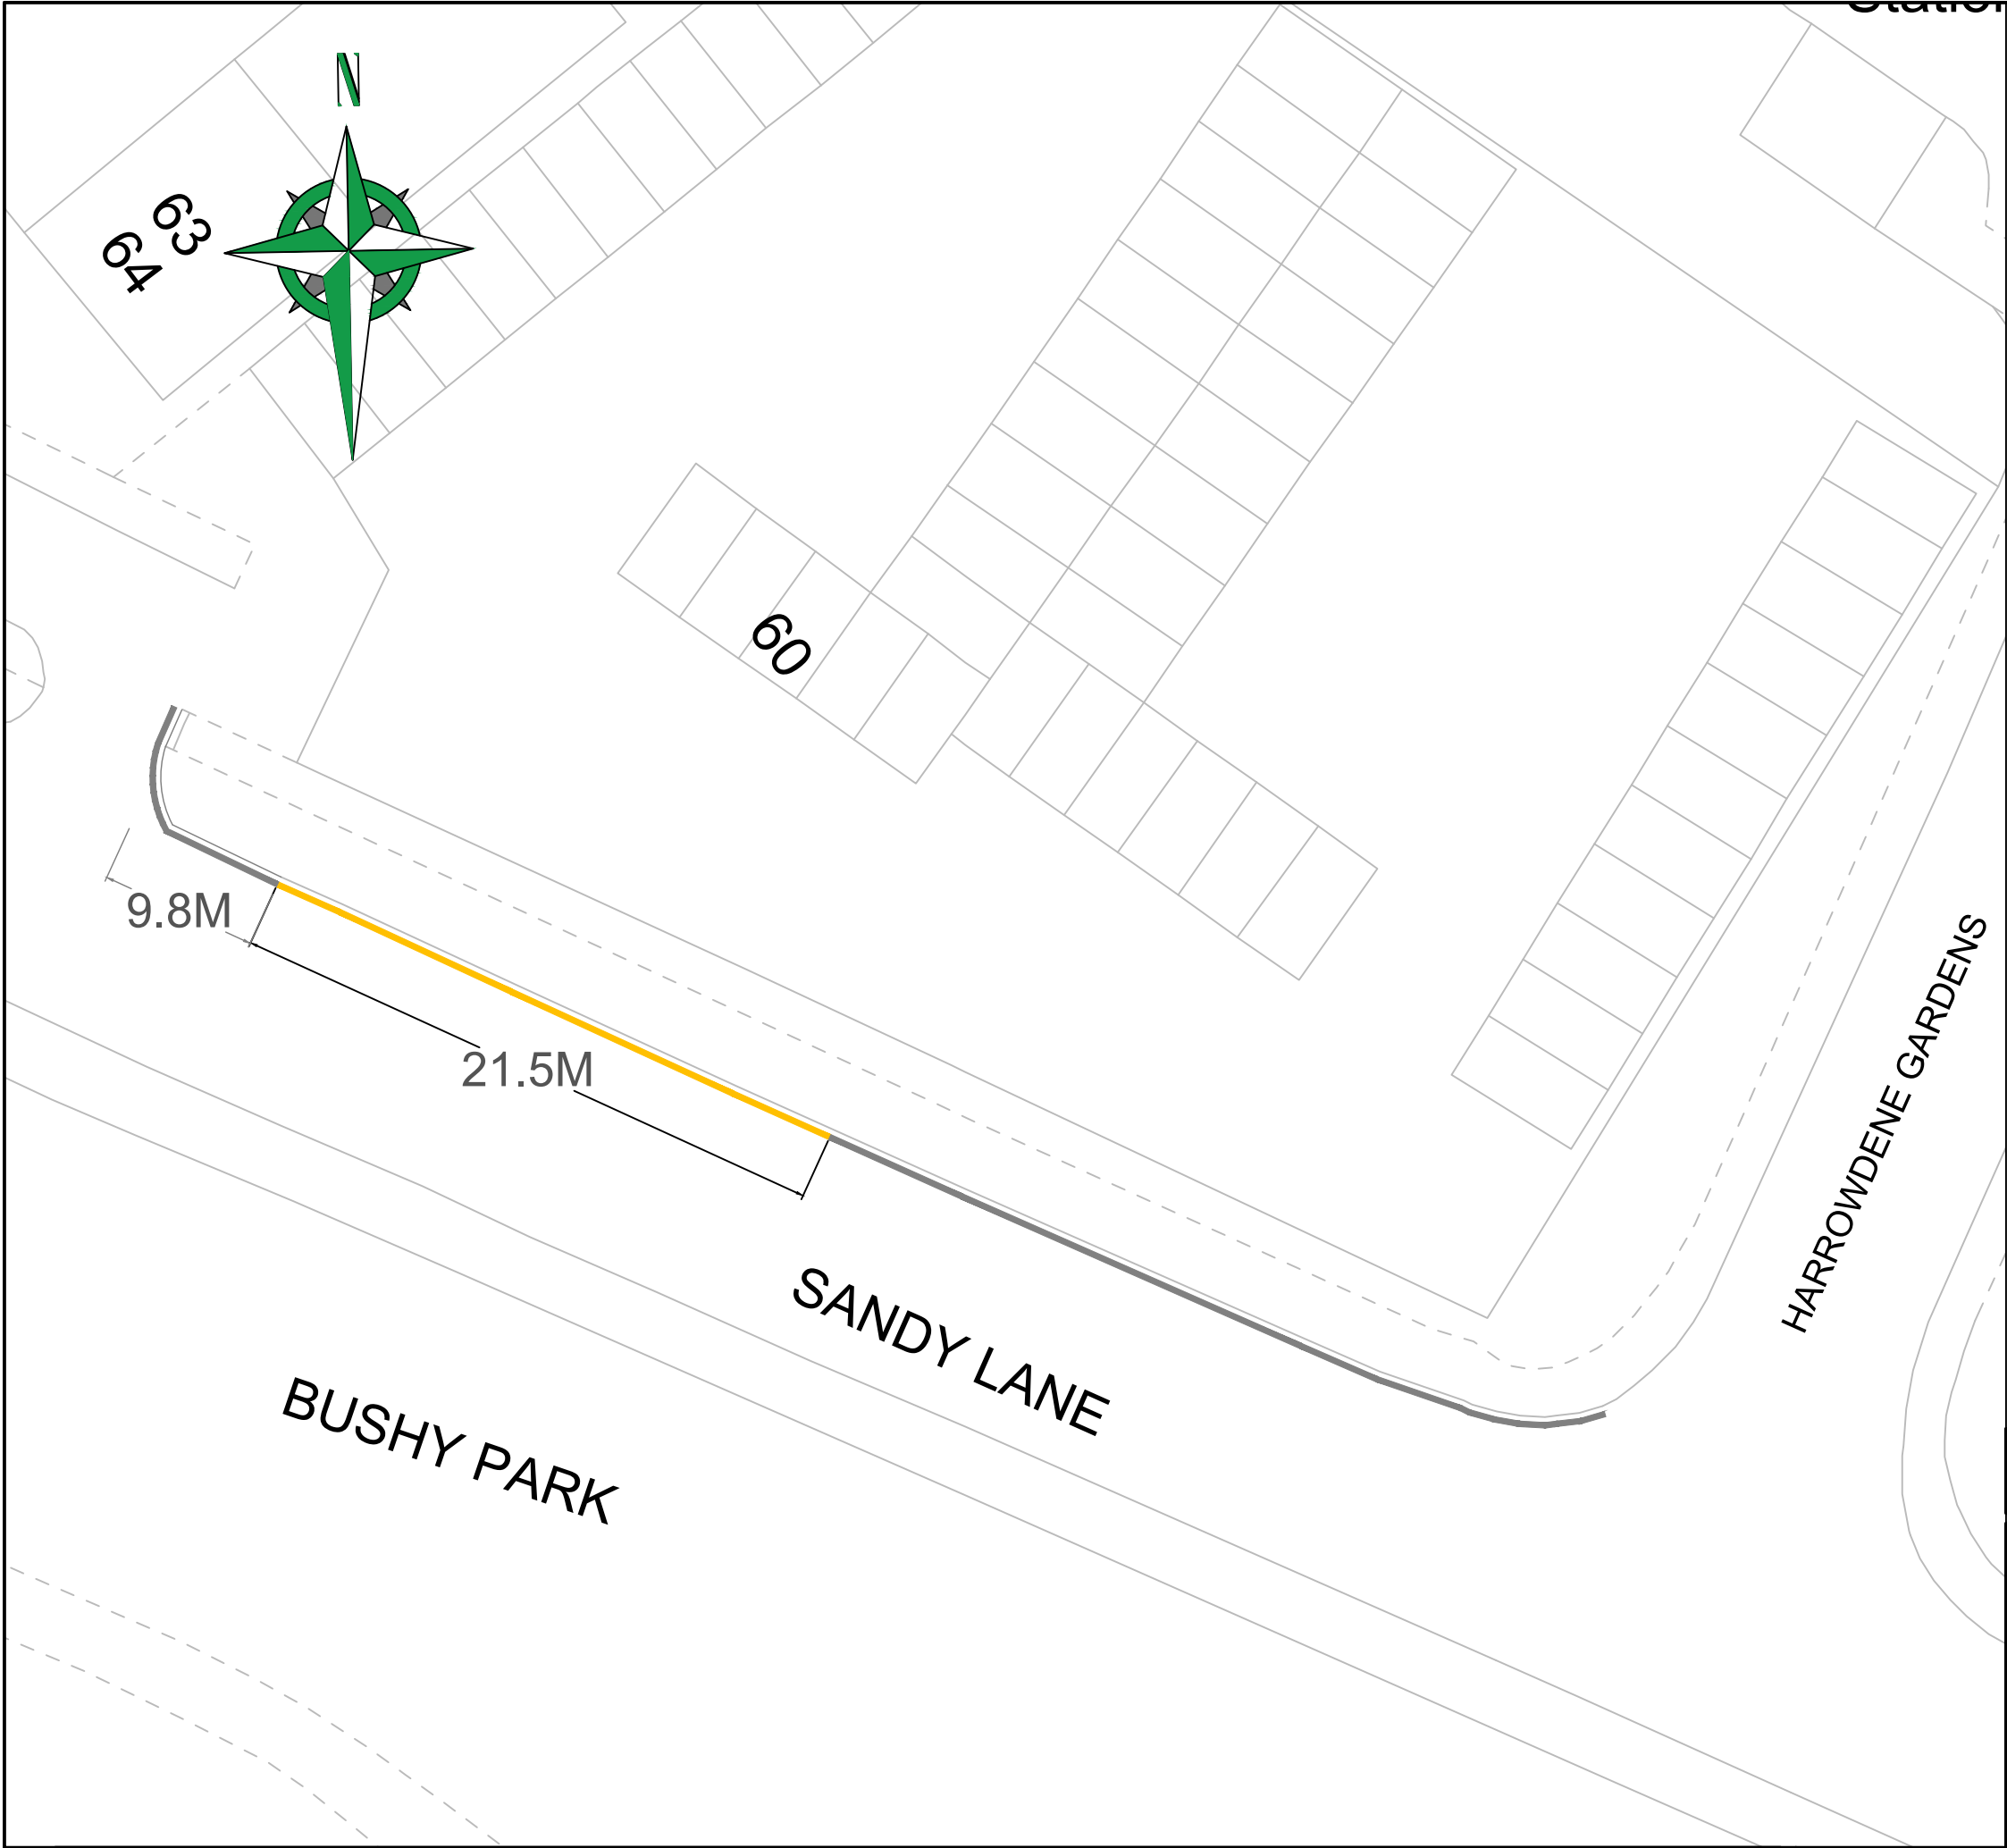 N
63
64
60
9.8M
21.5M
SANDY LANE
BUSHY PARK
HARROWDENE GARDENS